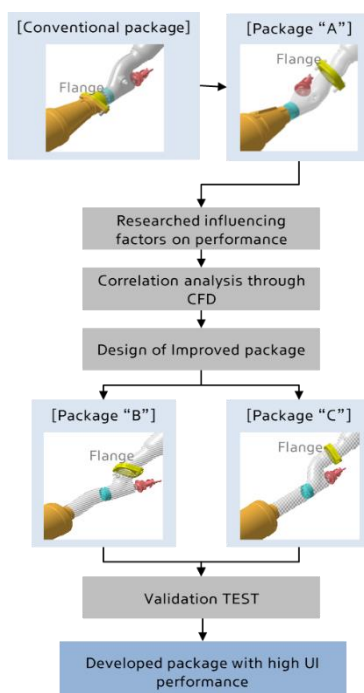 [Conventional package]
[Package "A"]
Flange
Flange
Researched influencing
factors on performance
Correlation analysis through
CFD
Design of Improved package
[Package "B"]
[Package "C"]
Flange
Flange
Validation TEST
Developed package with high UI
performance